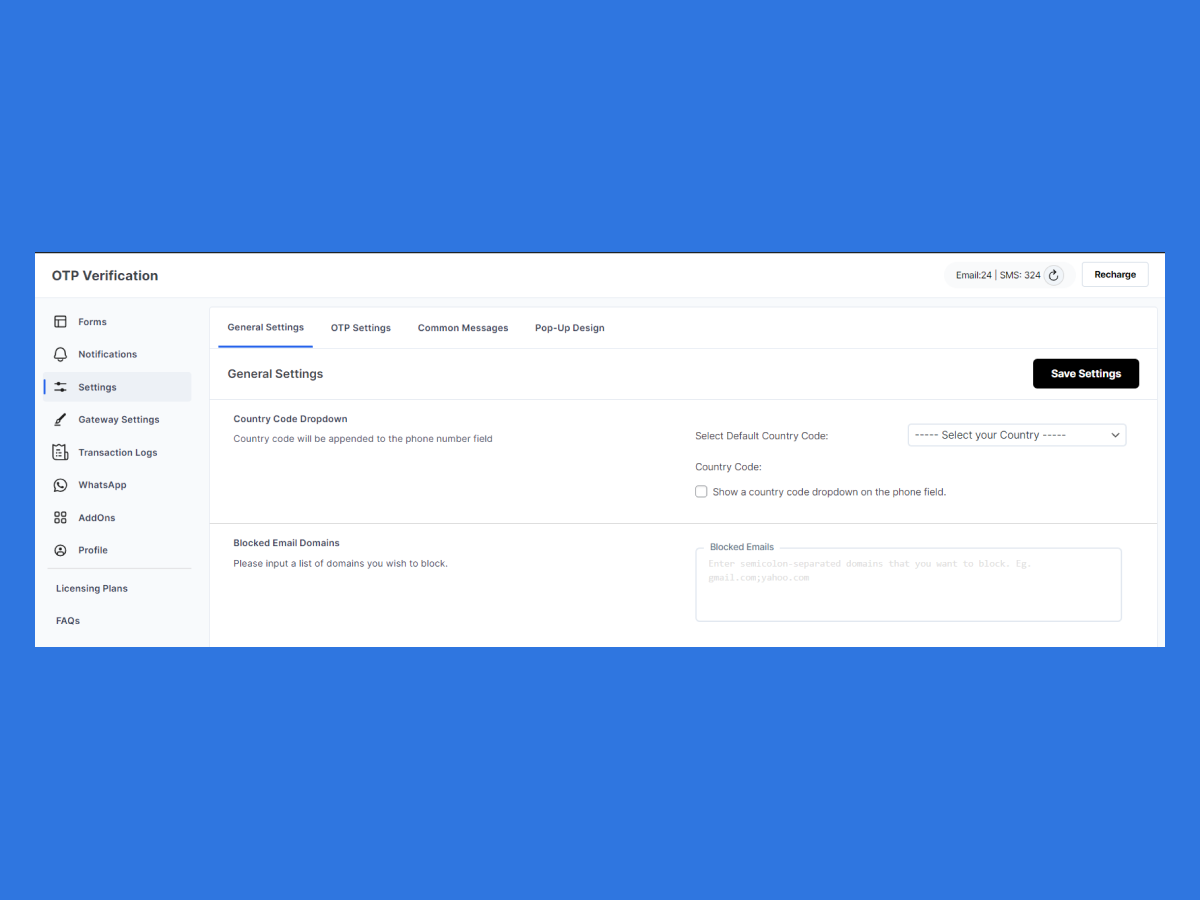 OTP Verification
Email:24 | SMS: 324
Recharge
Forms
Notifications
Settings
Gateway Settings
Transaction Logs
WhatsApp
AddOns
Profile
Licensing Plans
FAQs
General Settings
OTP Settings
Common Messages
Pop-Up Design
General Settings
Save Settings
Country Code Dropdown
Country code will be appended to the phone number field
Select Default Country Code:
----- Select your Country -----
Country Code:
Show a country code dropdown on the phone field.
Blocked Email Domains
Please input a list of domains you wish to block.
Blocked Emails
Enter semicolon-separated domains that you want to block. Eg.
gmail.com;yahoo.com